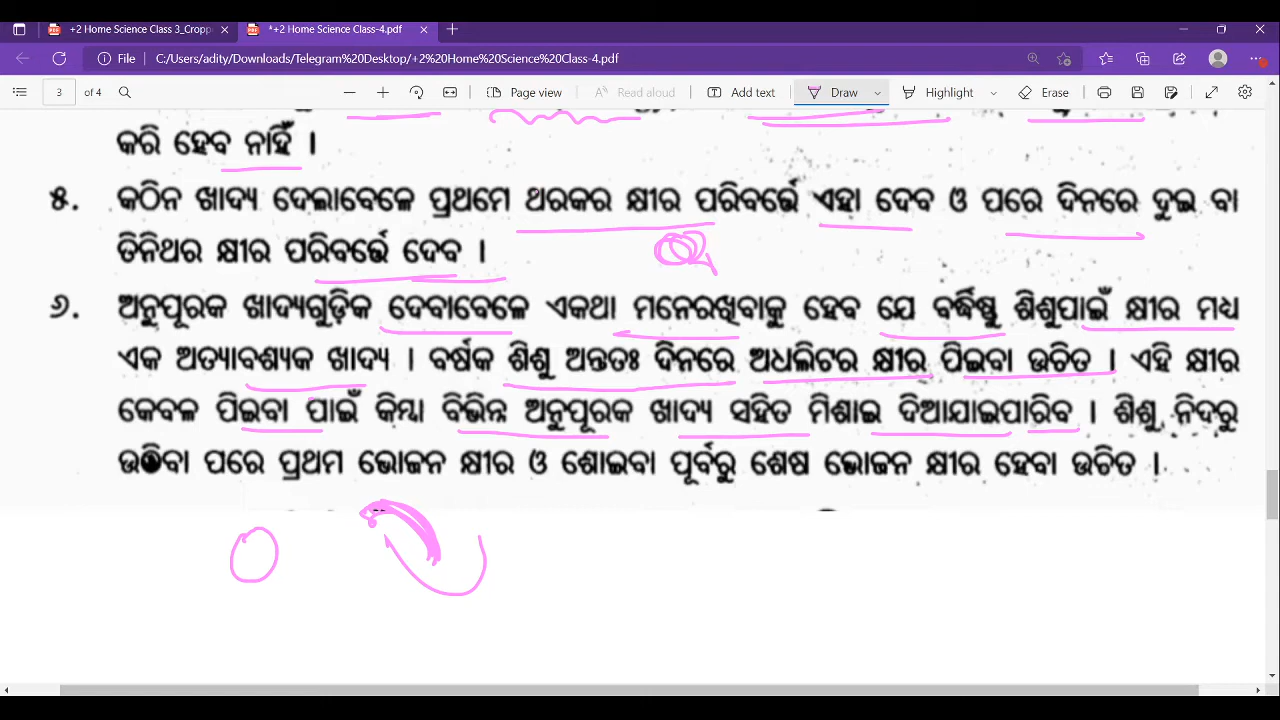 +2 Home Science Class 3_Cropp
*+2 Home Science Class-4.pdf
File C:/Users/adity/Downloads/Telegram%20Desktop/+2%20Home%20Science%20Class-4.pdf
3 of 4 Page view Read aloud Add text Draw Highlight Erase
କରି ହେବ ନାହିଁ ।
୫. କଠିନ ଖାଦ୍ୟ ଦେଲାବେଳେ ପ୍ରଥମେ ଥରକର କ୍ଷୀର ପରିବର୍ତ୍ତେ ଏହା ଦେବ ଓ ପରେ ଦିନରେ ଦୁଇ ବା
ତିନିଥର କ୍ଷୀର ପରିବର୍ତ୍ତେ ଦେବ ।
୬. ଅନୁପୂରକ ଖାଦ୍ୟଗୁଡ଼ିକ ଦେବାବେଳେ ଏକଥା ମନେରଖିବାକୁ ହେବ ଯେ ବର୍ଦ୍ଧିଷ୍ଣୁ ଶିଶୁପାଇଁ କ୍ଷୀର ମଧ୍ୟ
ଏକ ଅତ୍ୟାବଶ୍ୟକ ଖାଦ୍ୟ । ବର୍ଷକ ଶିଶୁ ଅନ୍ତତଃ ଦିନରେ ଅଧଲିଟର କ୍ଷୀର ପିଇବା ଉଚିତ । ଏହି କ୍ଷୀର
କେବଳ ପିଇବା ପାଇଁ କିମ୍ବା ବିଭିନ୍ନ ଅନୁପୂରକ ଖାଦ୍ୟ ସହିତ ମିଶାଇ ଦିଆଯାଇପାରିବ । ଶିଶୁ ନିଦରୁ
ଉଠିବା ପରେ ପ୍ରଥମ ଭୋଜନ କ୍ଷୀର ଓ ଶୋଇବା ପୂର୍ବରୁ ଶେଷ ଭୋଜନ କ୍ଷୀର ହେବା ଉଚିତ ।